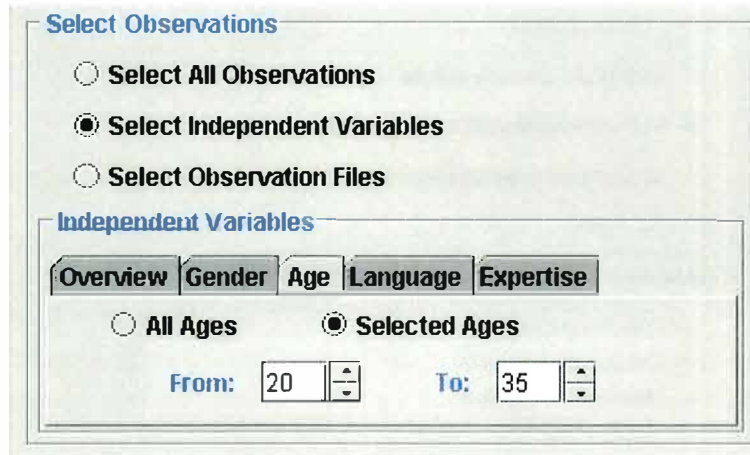 Select Observations
Select All Observations
Select Independent Variables
Select Observation Files
Independent Variables
Overview Gender Age Language Expertise
All Ages Selected Ages
From: 20 To: 35